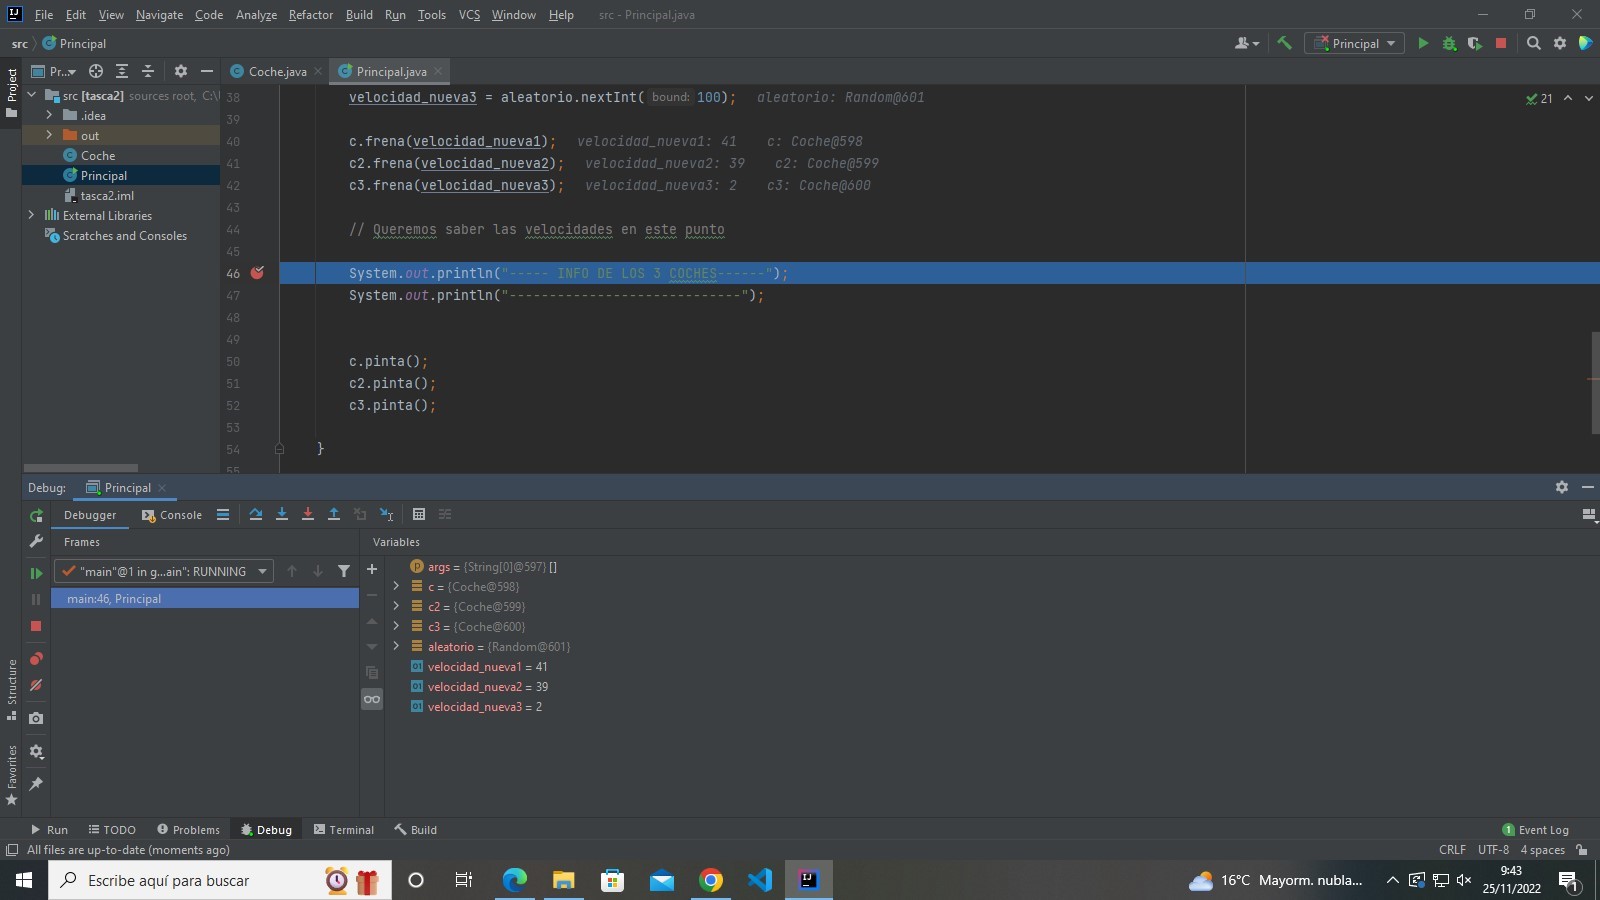 File Edit View Navigate Code Analyze Refactor Build Run Tools VCS Window Help src - Principal.java
src Principal Principal
Project Pr... Coche.java Principal.java
src [tasca2] sources root, C:\
.idea
out
Coche
Principal
tasca2.iml
External Libraries
Scratches and Consoles
38 velocidad_nueva3 = aleatorio.nextInt( bound: 100); aleatorio: Random@601 21
39
40 c.frena(velocidad_nueva1); velocidad_nueva1: 41 c: Coche@598
41 c2.frena(velocidad_nueva2); velocidad_nueva2: 39 c2: Coche@599
42 c3.frena(velocidad_nueva3); velocidad_nueva3: 2 c3: Coche@600
43
44 // Queremos saber las velocidades en este punto
45
46 System.out.println("----- INFO DE LOS 3 COCHES------");
47 System.out.println("-----------------------------");
48
49
50 c.pinta();
51 c2.pinta();
52 c3.pinta();
53
54 }
55
Debug: Principal
Debugger Console
Frames Variables
"main"@1 in g...ain": RUNNING
main:46, Principal
args = {String[0]@597} []
c = {Coche@598}
c2 = {Coche@599}
c3 = {Coche@600}
aleatorio = {Random@601}
velocidad_nueva1 = 41
velocidad_nueva2 = 39
velocidad_nueva3 = 2
Structure
Favorites
Run TODO Problems Debug Terminal Build 1 Event Log
All files are up-to-date (moments ago) CRLF UTF-8 4 spaces
Escribe aquí para buscar 16°C Mayorm. nubla... 9:43
25/11/2022 1